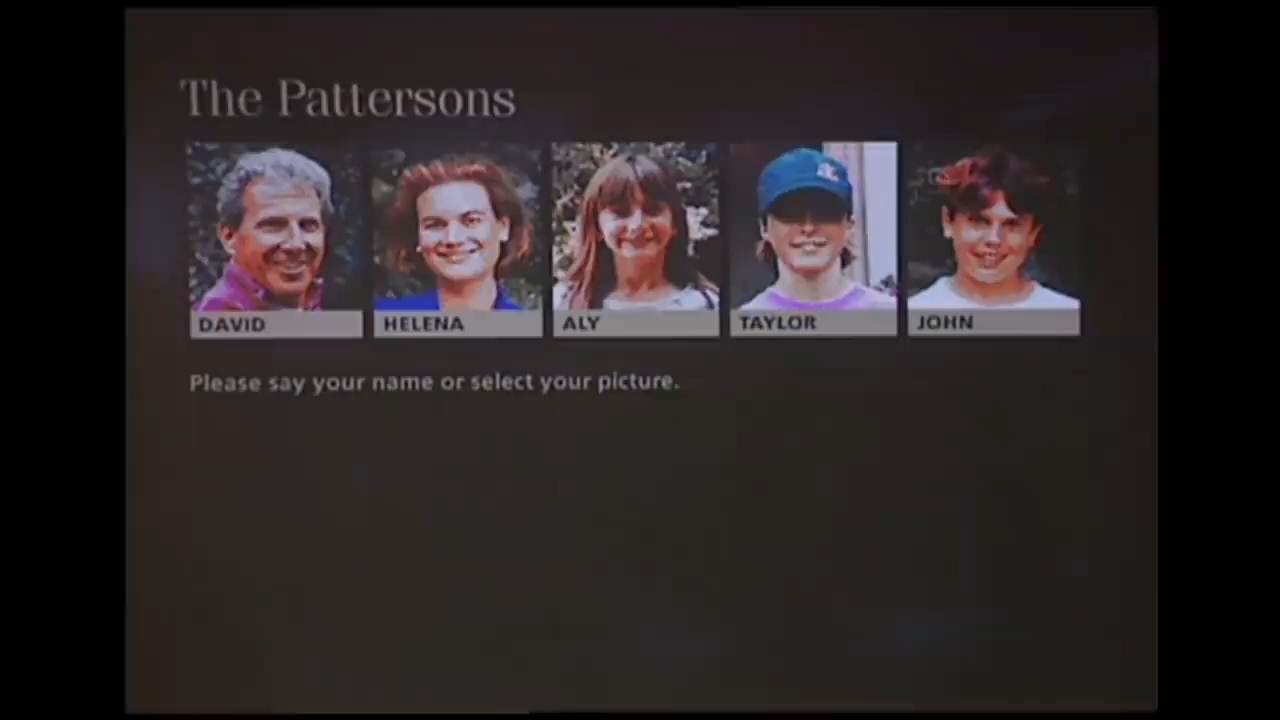 The Pattersons
DAVID
HELENA
ALY
TAYLOR
JOHN
Please say your name or select your picture.